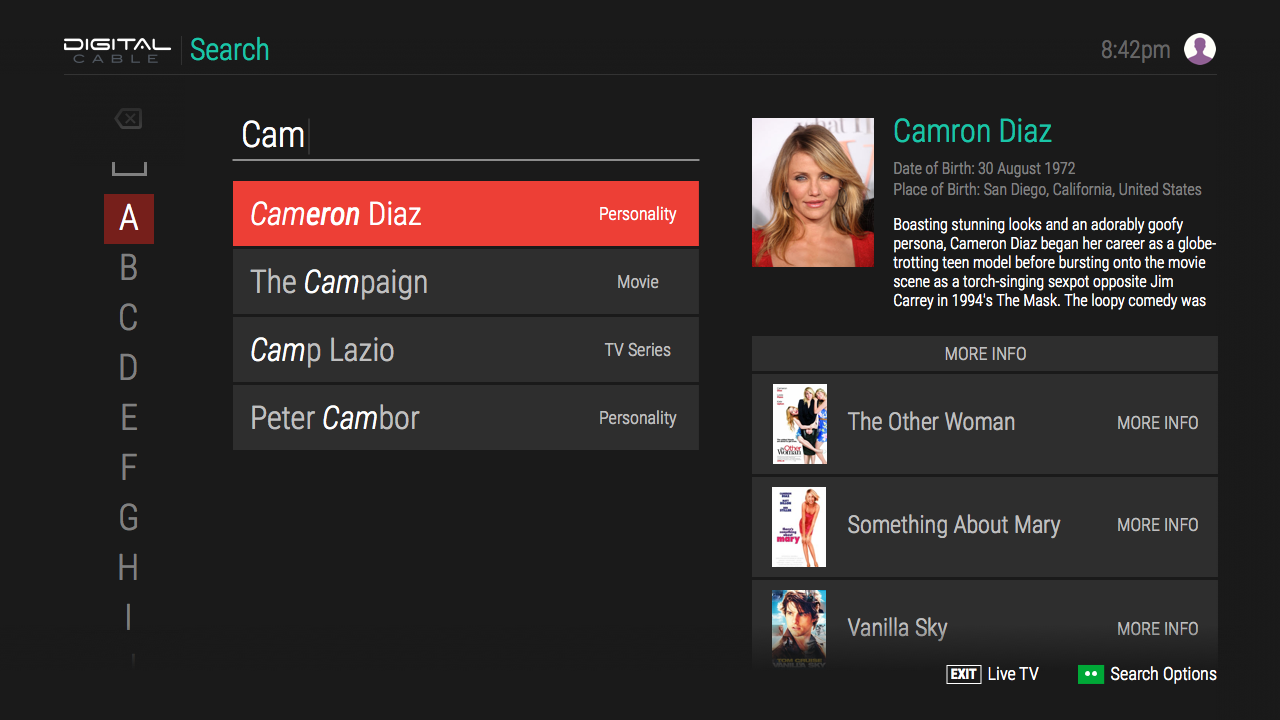 DIGITAL
CABLE
Search
8:42pm
A
B
C
D
E
F
G
H
I
Cam
Cameron Diaz Personality
The Campaign Movie
Camp Lazio TV Series
Peter Cambor Personality
Camron Diaz
Date of Birth: 30 August 1972
Place of Birth: San Diego, California, United States
Boasting stunning looks and an adorably goofy
persona, Cameron Diaz began her career as a globe-
trotting teen model before bursting onto the movie
scene as a torch-singing sexpot opposite Jim
Carrey in 1994's The Mask. The loopy comedy was
MORE INFO
The Other Woman MORE INFO
Something About Mary MORE INFO
mary
Vanilla Sky MORE INFO
TOM CRUISE
VANILLA SKY
EXIT Live TV
Search Options